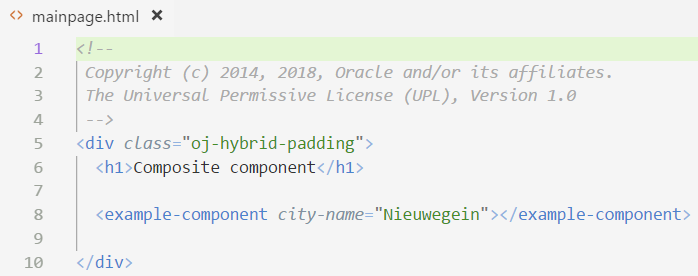 <> mainpage.html ×
1 <!--
2 Copyright (c) 2014, 2018, Oracle and/or its affiliates.
3 The Universal Permissive License (UPL), Version 1.0
4 -->
5 <div class="oj-hybrid-padding">
6 <h1>Composite component</h1>
7
8 <example-component city-name="Nieuwegein"></example-component>
9
10 </div>